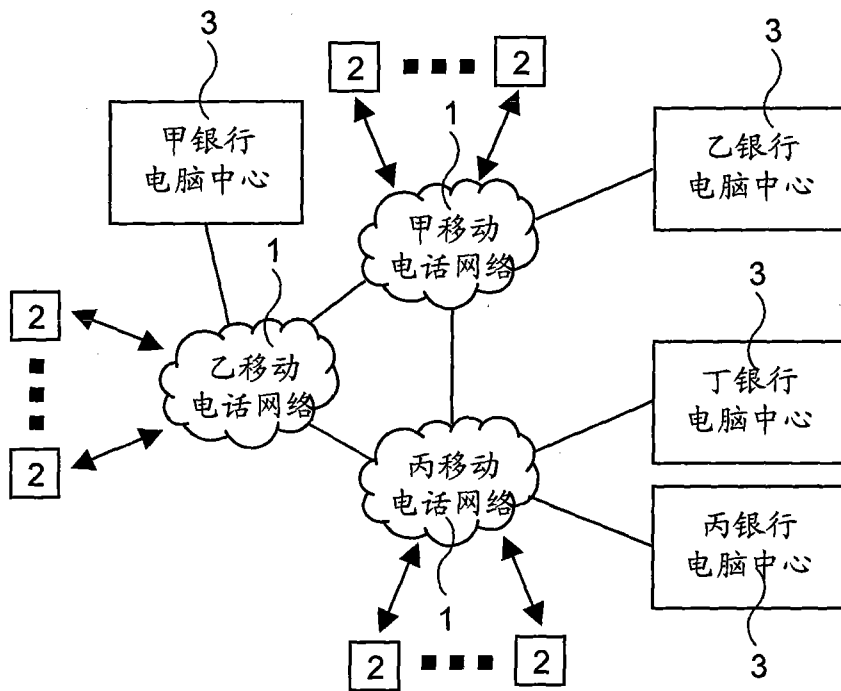 3
甲银行
电脑中心
2
2
1
甲移动
电话网络
3
乙银行
电脑中心
1
乙移动
电话网络
2
2
3
丁银行
电脑中心
丙移动
电话网络
1
2
2
丙银行
电脑中心
3